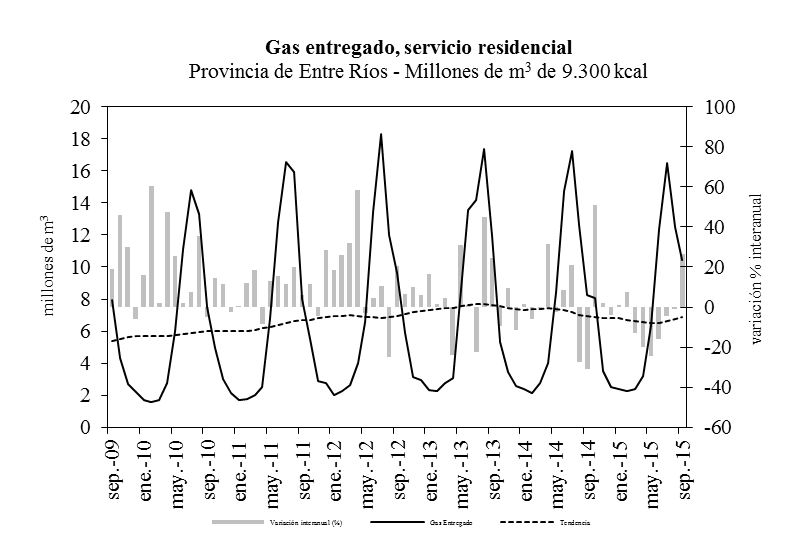 Gas entregado, servicio residencial
Provincia de Entre Ríos - Millones de m³ de 9.300 kcal
millones de m³
20
18
16
14
12
10
8
6
4
2
0
100
80
60
40
20
0
-20
-40
-60
variación % interanual
sep.-09
ene.-10
may.-10
sep.-10
ene.-11
may.-11
sep.-11
ene.-12
may.-12
sep.-12
ene.-13
may.-13
sep.-13
ene.-14
may.-14
sep.-14
ene.-15
may.-15
sep.-15
Variación interanual (%) Gas Entregado Tendencia